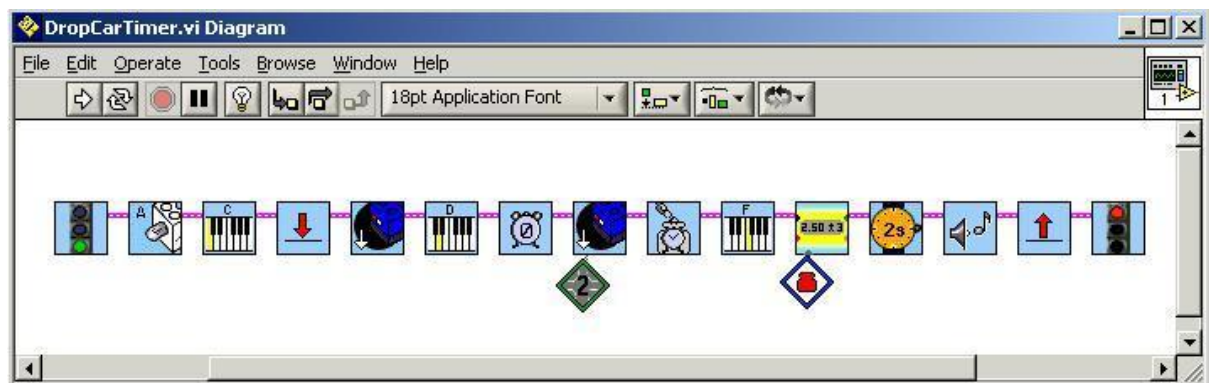 DropCarTimer.vi Diagram
File Edit Operate Tools Browse Window Help
18pt Application Font
1
A C D 0 F 2.50 ±3 2s
2